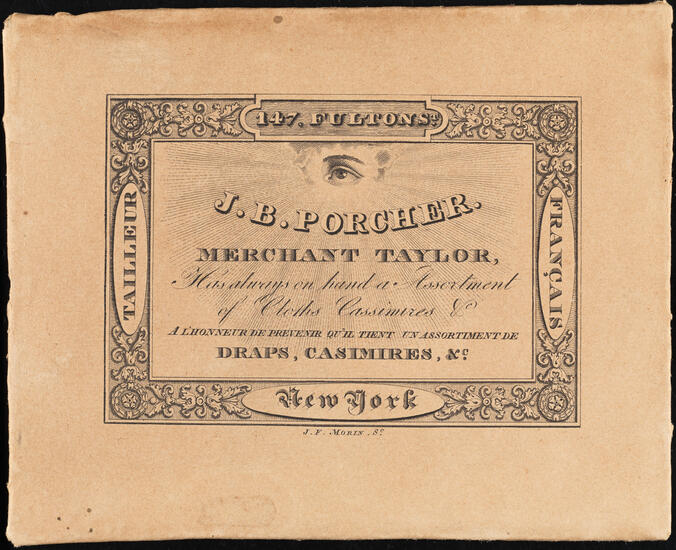 147, FULTON St
J. B. PORCHER.
MERCHANT TAYLOR,
Has always on hand a Assortment
of Cloths Cassimires &c
A L'HONNEUR DE PREVENIR QU'IL TIENT UN ASSORTIMENT DE
DRAPS, CASIMIRES, &c
TAILLEUR
FRANÇAIS
New York
J. F. MORIN. Sc